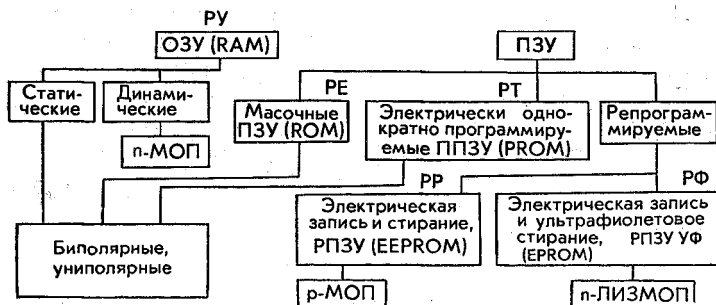 РУ
ОЗУ (RAM)
ПЗУ
Стати-
ческие
Динами-
ческие
РЕ
Масочные
ПЗУ (ROM)
РТ
Электрически одно-
кратно программируе-
мые ППЗУ (PROM)
Репрограм-
мируемые
n-МОП
РР
Электрическая
запись и стирание,
РПЗУ (EEPROM)
РФ
Электрическая запись
и ультрафиолетовое
стирание, РПЗУ УФ
(EPROM)
Биполярные,
униполярные
р-МОП
n-ЛИЗМОП